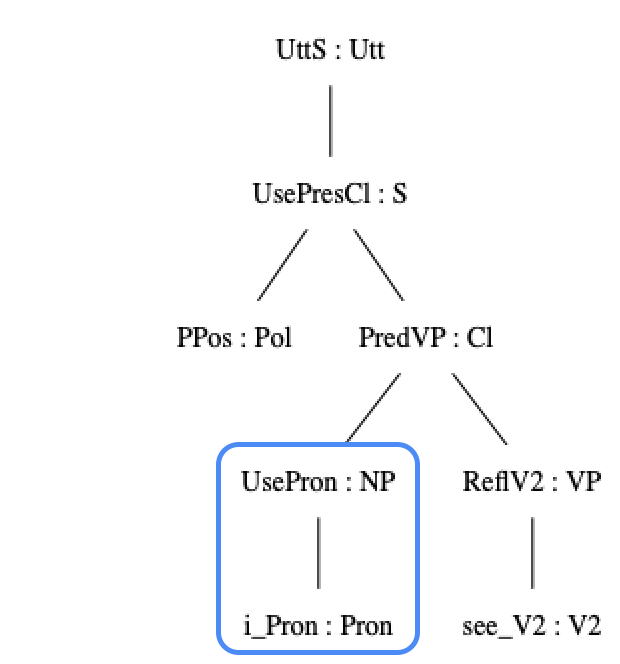 UttS : Utt
UsePresCl : S
PPos : Pol PredVP : Cl
UsePron : NP ReflV2 : VP
i_Pron : Pron see_V2 : V2